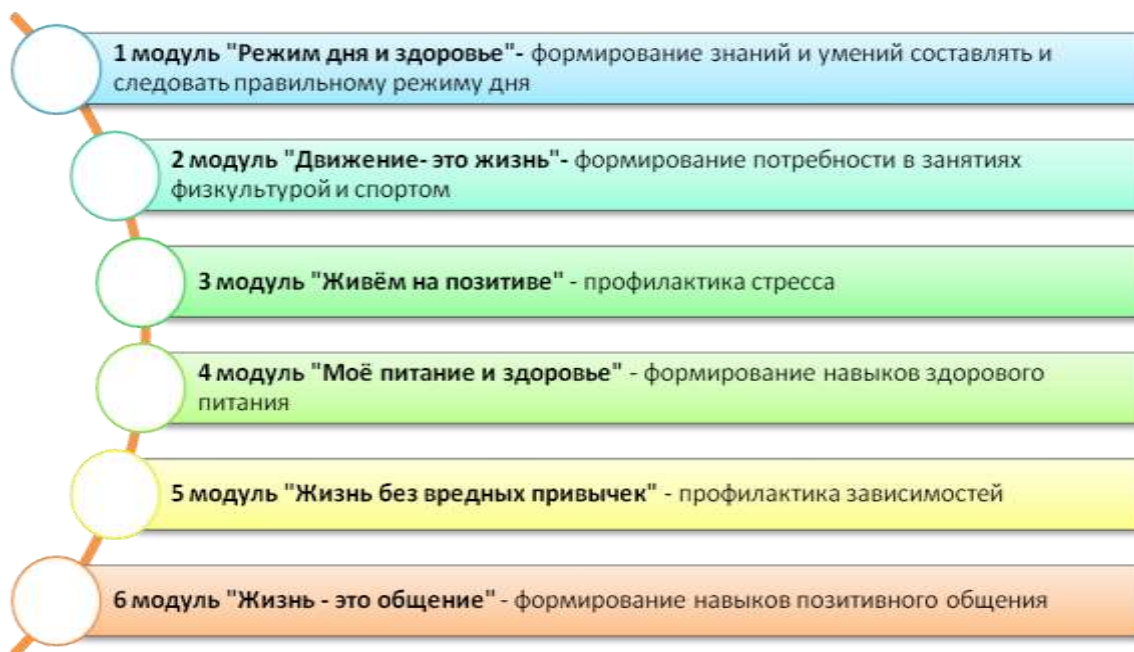 1 модуль "Режим дня и здоровье"- формирование знаний и умений составлять и
следовать правильному режиму дня
2 модуль "Движение- это жизнь"- формирование потребности в занятиях
физкультурой и спортом
3 модуль "Живём на позитиве" - профилактика стресса
4 модуль "Моё питание и здоровье" - формирование навыков здорового
питания
5 модуль "Жизнь без вредных привычек" - профилактика зависимостей
6 модуль "Жизнь - это общение" - формирование навыков позитивного общения